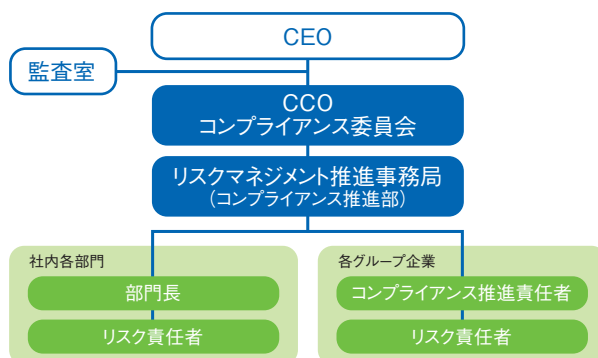 CEO
監査室
CCO
コンプライアンス委員会
リスクマネジメント推進事務局
(コンプライアンス推進部)
社内各部門
部門長
リスク責任者
各グループ企業
コンプライアンス推進責任者
リスク責任者